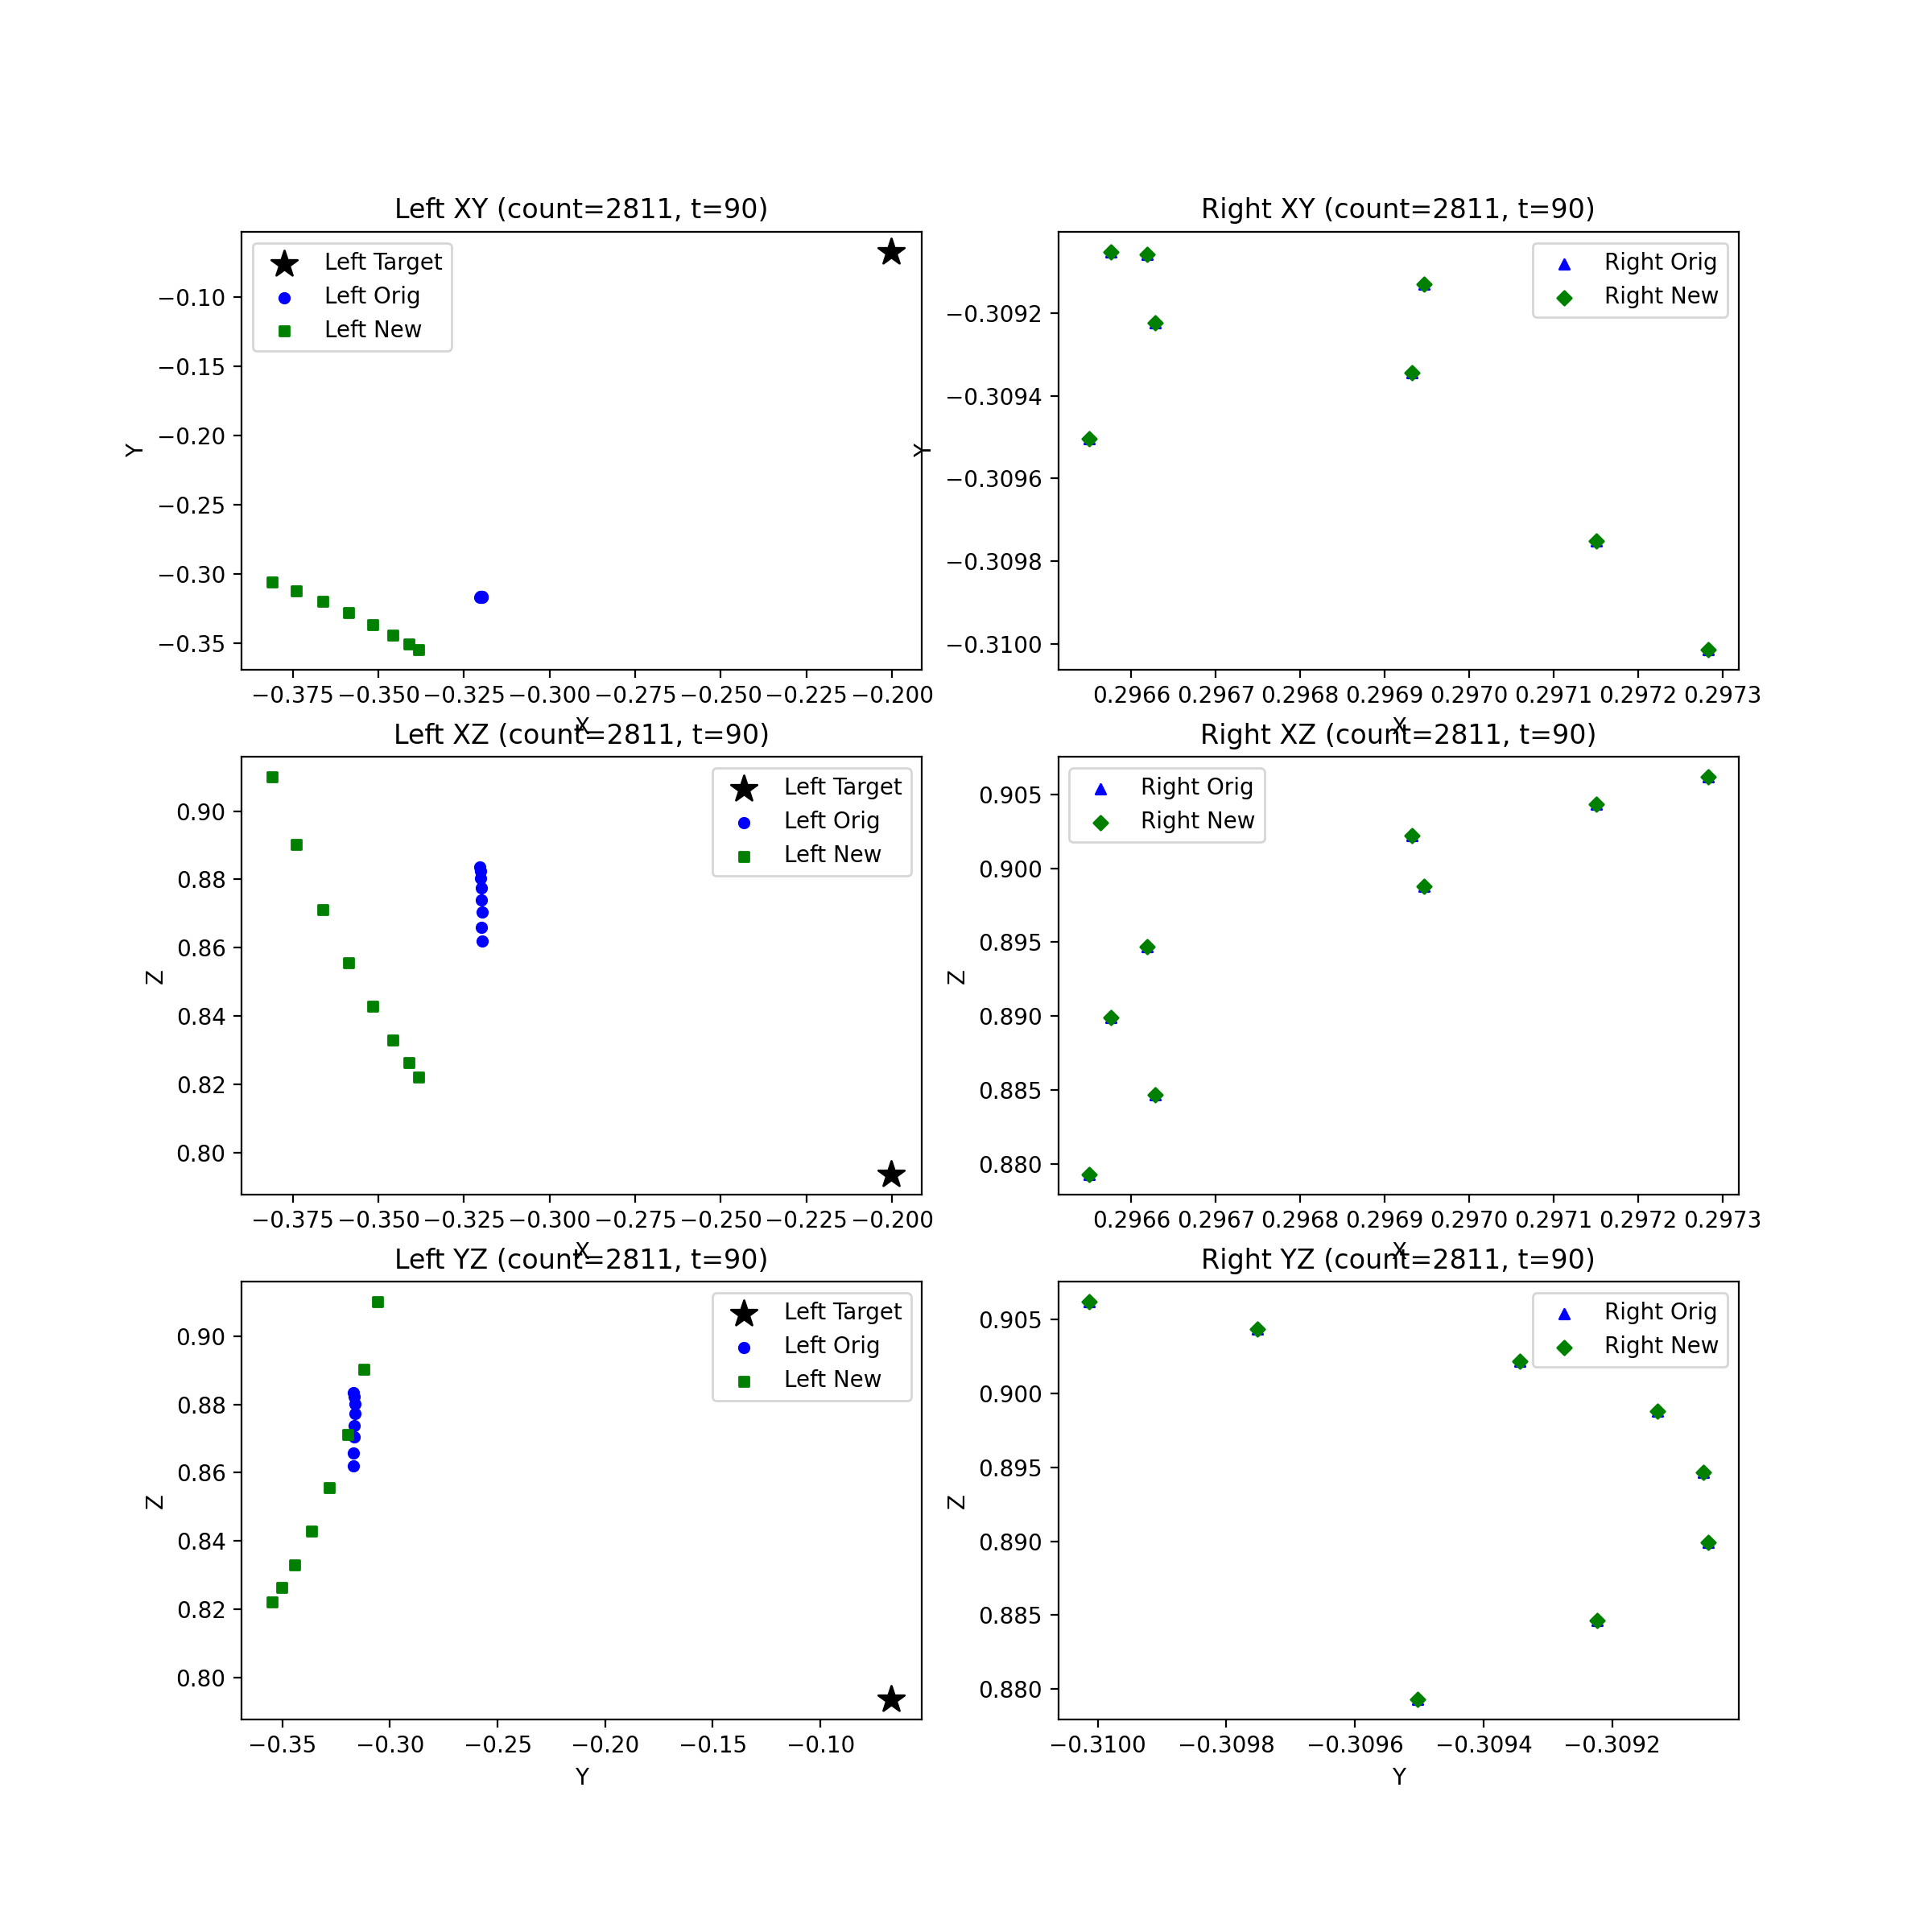 Left XY (count=2811, t=90)
Left Target
Left Orig
Left New
−0.10
−0.15
−0.20
−0.25
−0.30
−0.35
Y
−0.375
−0.350
−0.325
−0.300
−0.275
−0.250
−0.225
−0.200
X
Right XY (count=2811, t=90)
Right Orig
Right New
−0.3092
−0.3094
−0.3096
−0.3098
−0.3100
Y
0.2966
0.2967
0.2968
0.2969
0.2970
0.2971
0.2972
0.2973
X
Left XZ (count=2811, t=90)
Left Target
Left Orig
Left New
0.90
0.88
0.86
0.84
0.82
0.80
Z
−0.375
−0.350
−0.325
−0.300
−0.275
−0.250
−0.225
−0.200
X
Right XZ (count=2811, t=90)
Right Orig
Right New
0.905
0.900
0.895
0.890
0.885
0.880
Z
0.2966
0.2967
0.2968
0.2969
0.2970
0.2971
0.2972
0.2973
X
Left YZ (count=2811, t=90)
Left Target
Left Orig
Left New
0.90
0.88
0.86
0.84
0.82
0.80
Z
−0.35
−0.30
−0.25
−0.20
−0.15
−0.10
Y
Right YZ (count=2811, t=90)
Right Orig
Right New
0.905
0.900
0.895
0.890
0.885
0.880
Z
−0.3100
−0.3098
−0.3096
−0.3094
−0.3092
Y